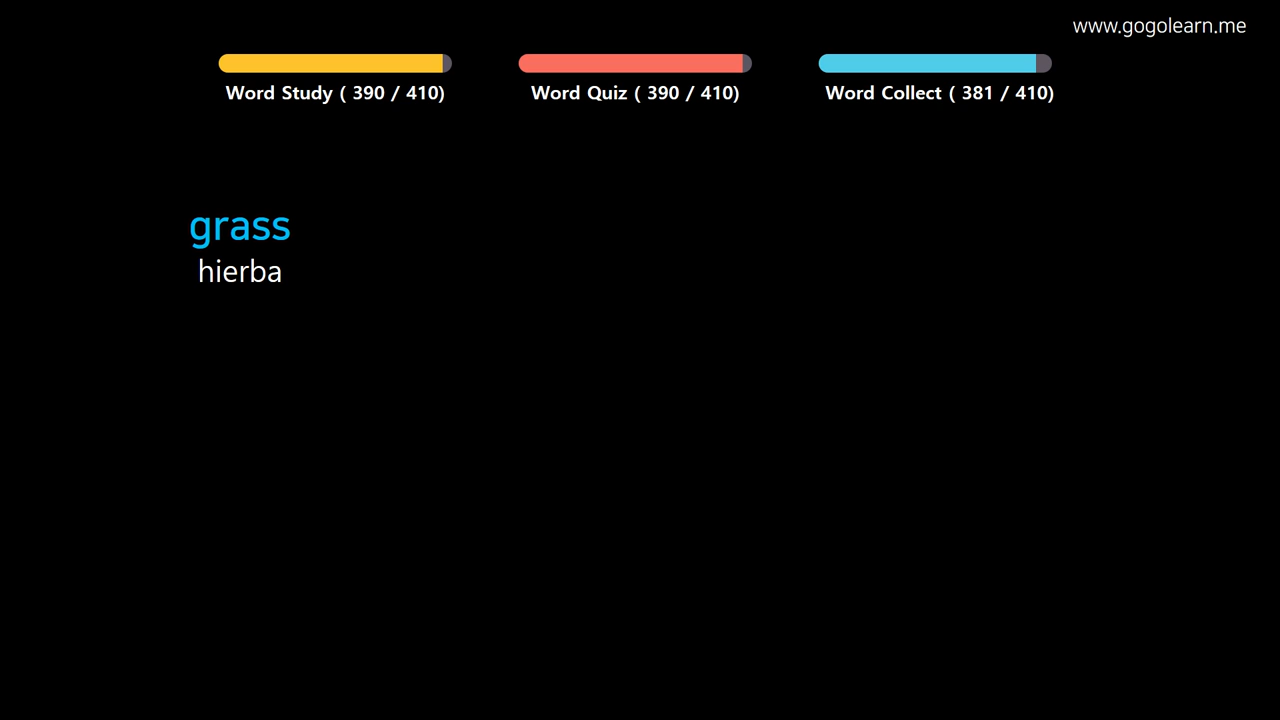 www.gogolearn.me
Word Study ( 390 / 410)
Word Quiz ( 390 / 410)
Word Collect ( 381 / 410)
grass
hierba